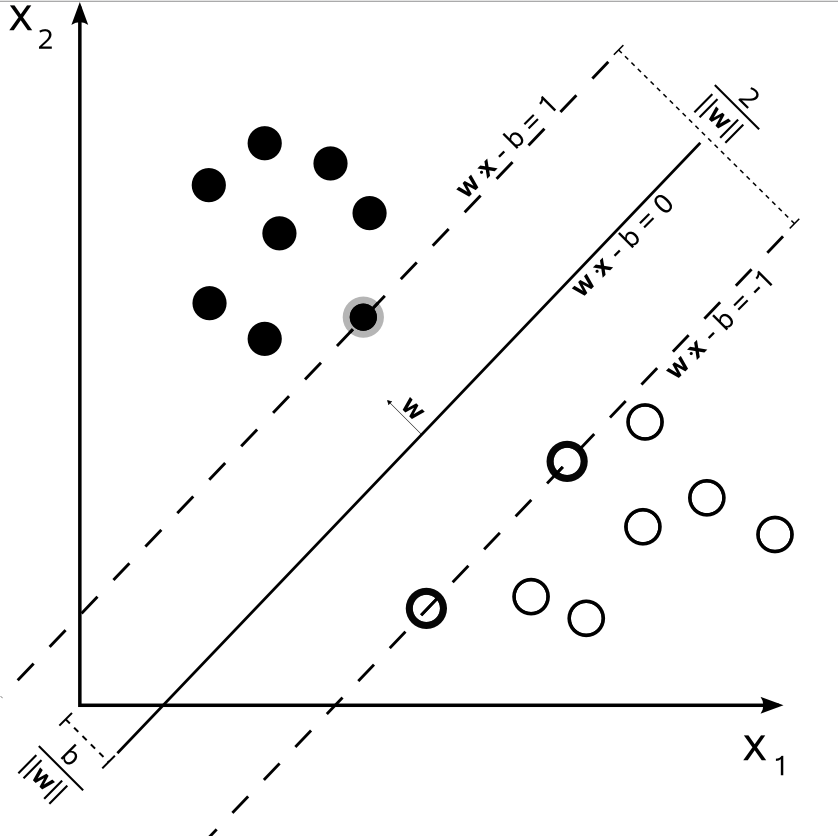 X₂
w·x - b = 1
2
‖w‖
w·x - b = 0
w·x - b = -1
w
b
‖w‖
X₁